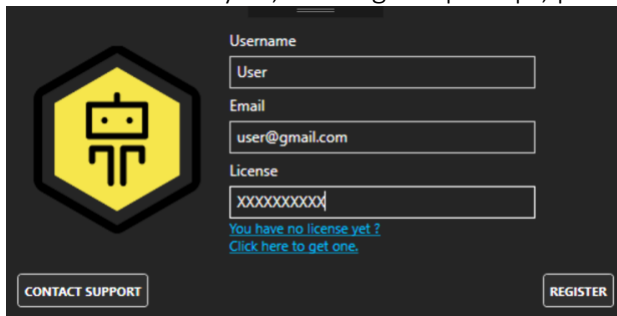 Username
User
Email
user@gmail.com
License
XXXXXXXXXX
You have no license yet ?
Click here to get one.
CONTACT SUPPORT
REGISTER